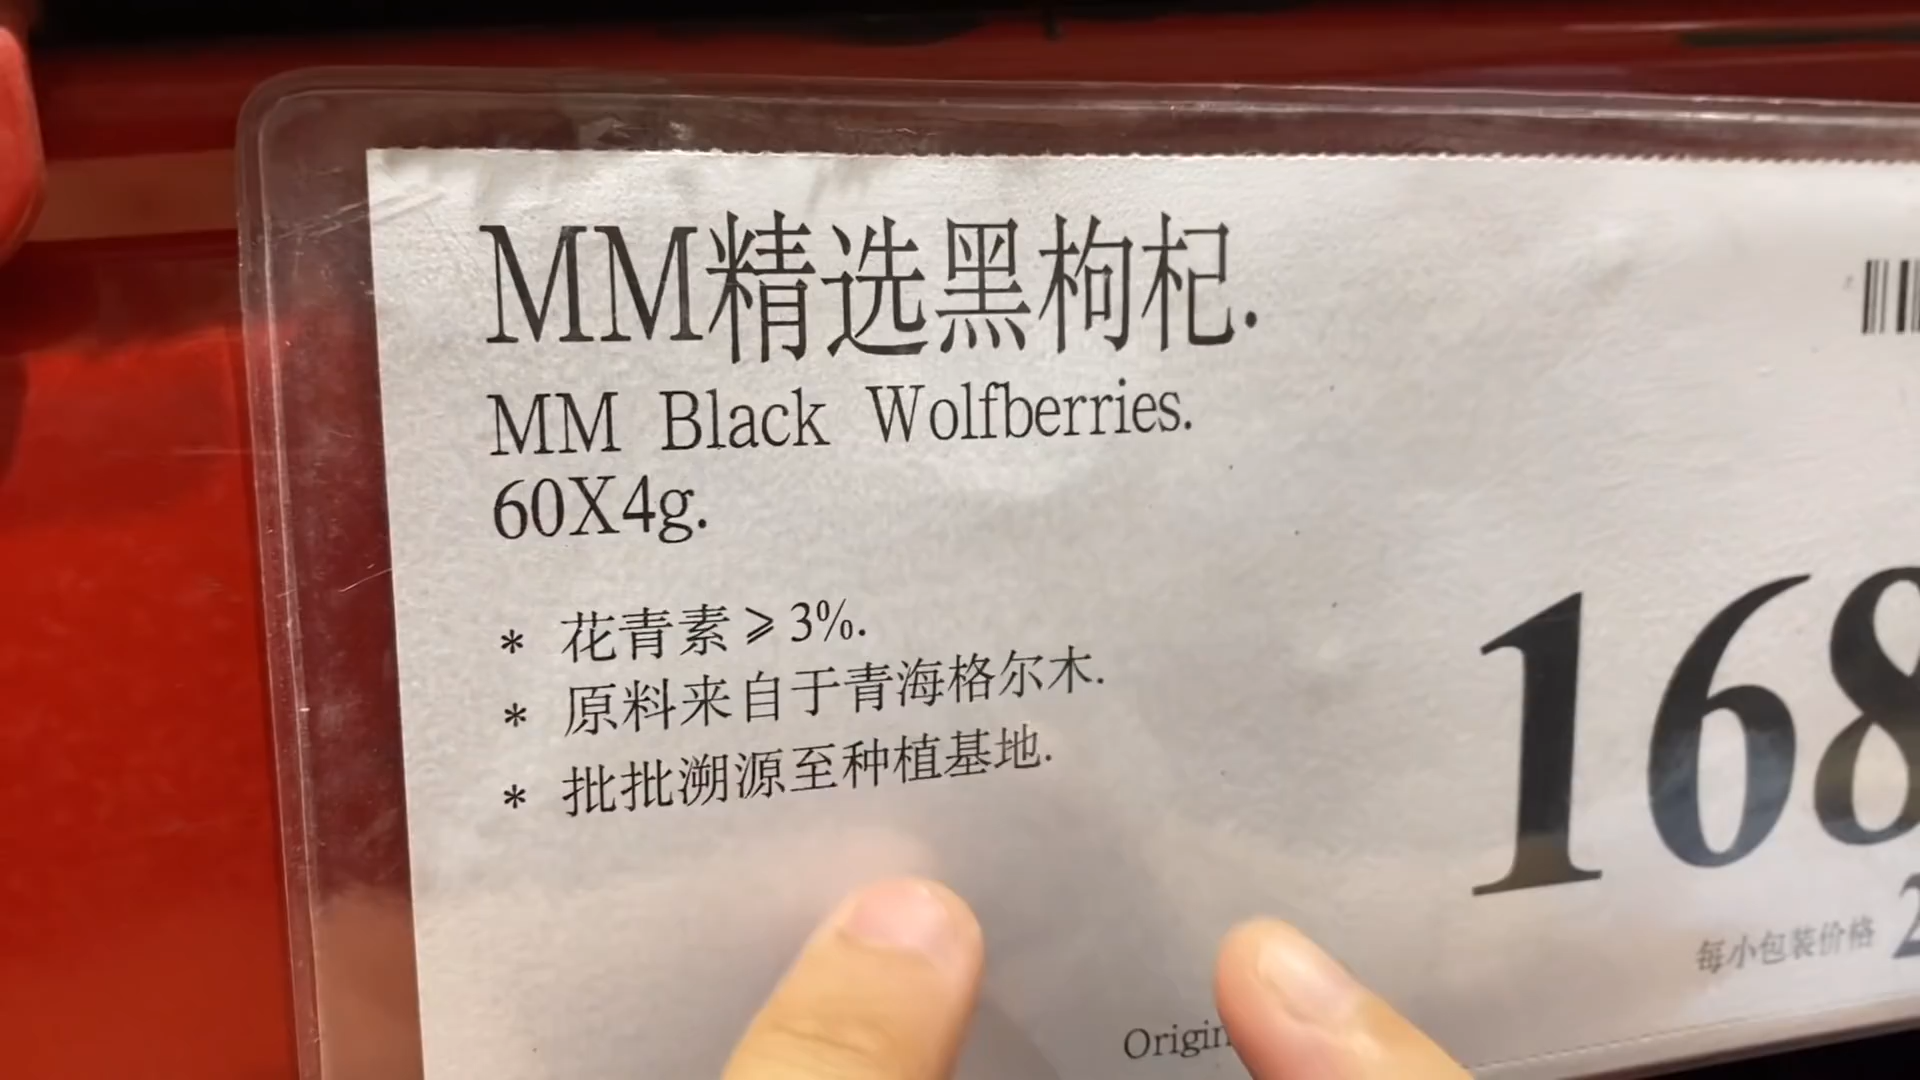 MM精选黑枸杞.
MM Black Wolfberries.
60X4g.
* 花青素≥3%.
* 原料来自于青海格尔木.
* 批批溯源至种植基地.
168
每小包装价格 2
Origin